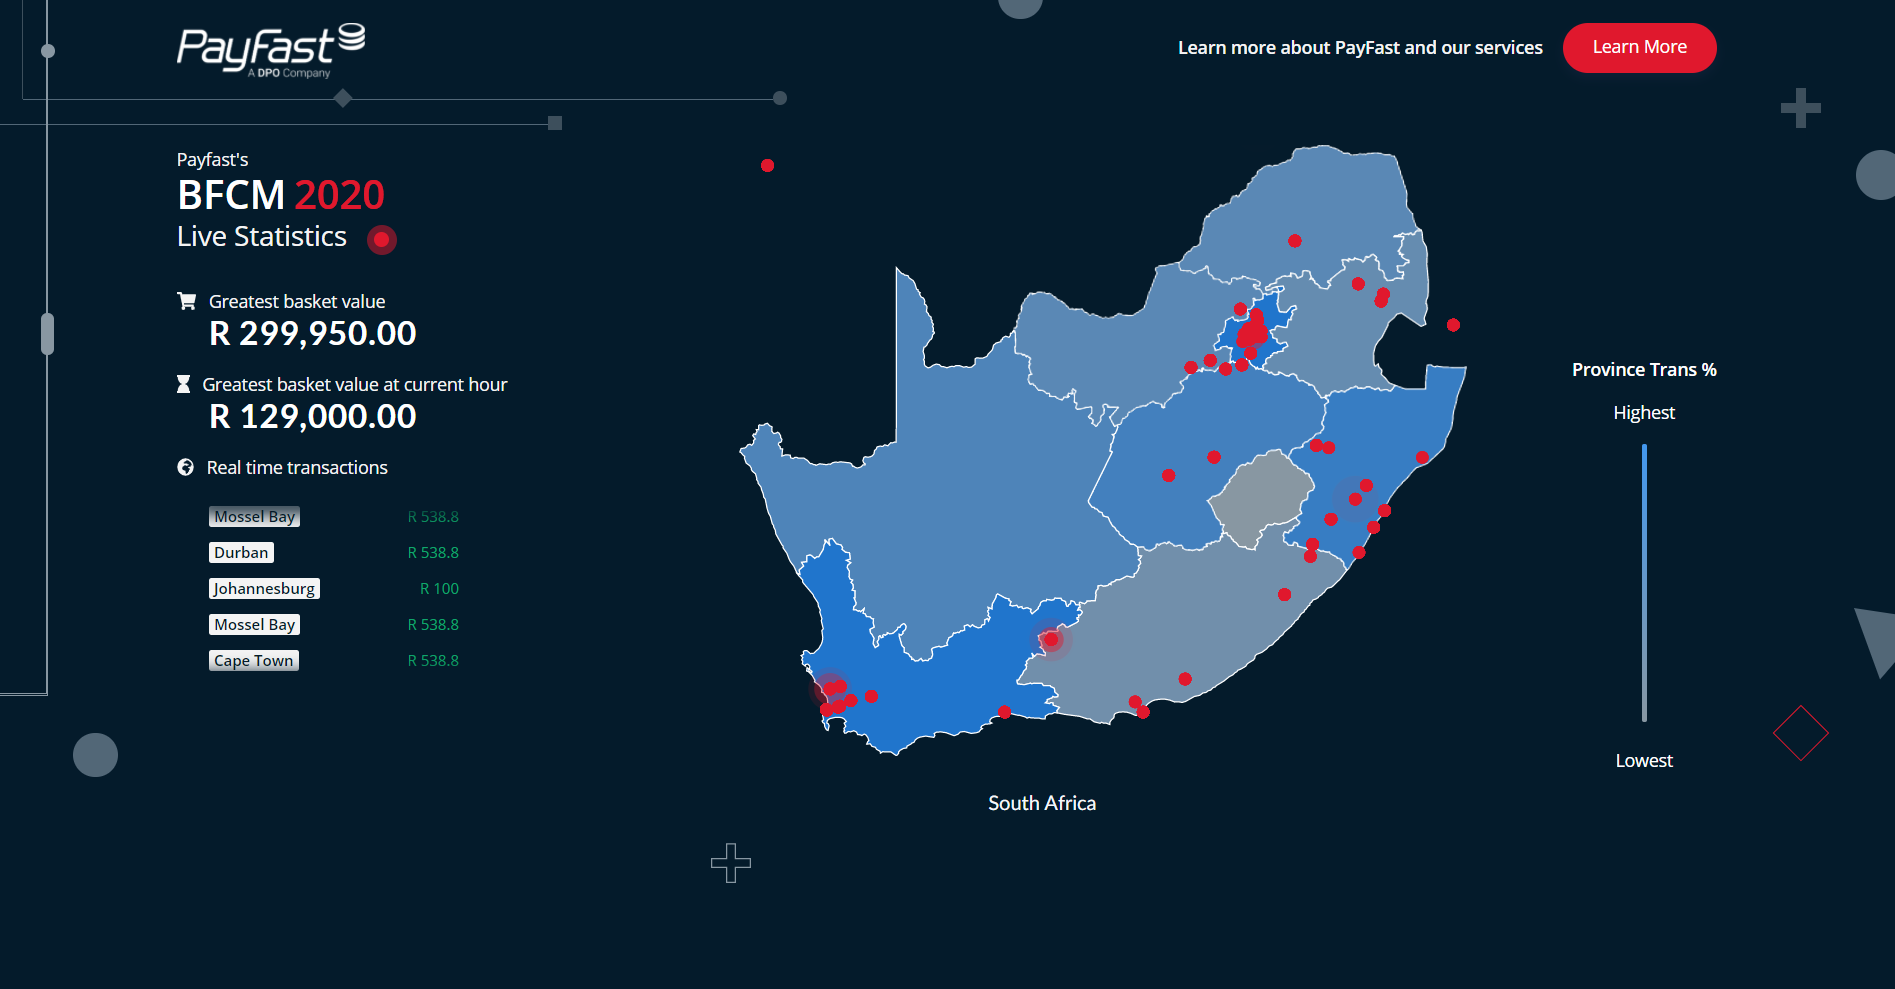 PayFast
A DPO Company
Learn more about PayFast and our services
Learn More
Payfast's
BFCM 2020
Live Statistics
Greatest basket value
R 299,950.00
Greatest basket value at current hour
R 129,000.00
Real time transactions
Mossel Bay R 538.8
Durban R 538.8
Johannesburg R 100
Mossel Bay R 538.8
Cape Town R 538.8
Province Trans %
Highest
Lowest
South Africa